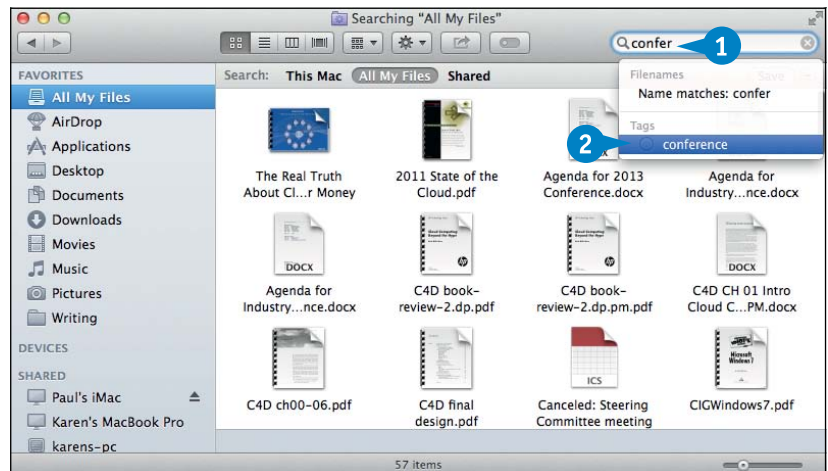 Searching "All My Files"
confer
1
FAVORITES
All My Files
AirDrop
Applications
Desktop
Documents
Downloads
Movies
Music
Pictures
Writing
DEVICES
SHARED
Paul's iMac
Karen's MacBook Pro
karens-pc
Search: This Mac All My Files Shared
Save
Filenames
Name matches: confer
Tags
2
conference
The Real Truth
About Cl...r Money
2011 State of the
Cloud.pdf
Agenda for 2013
Conference.docx
Agenda for
Industry...nce.docx
DOCX
Agenda for
Industry...nce.docx
C4D book-
review-2.dp.pdf
C4D book-
review-2.dp.pm.pdf
C4D CH 01 Intro
Cloud C...PM.docx
C4D ch00-06.pdf
C4D final
design.pdf
ICS
Canceled: Steering
Committee meeting
Microsoft
Windows 7
CIGWindows7.pdf
57 items